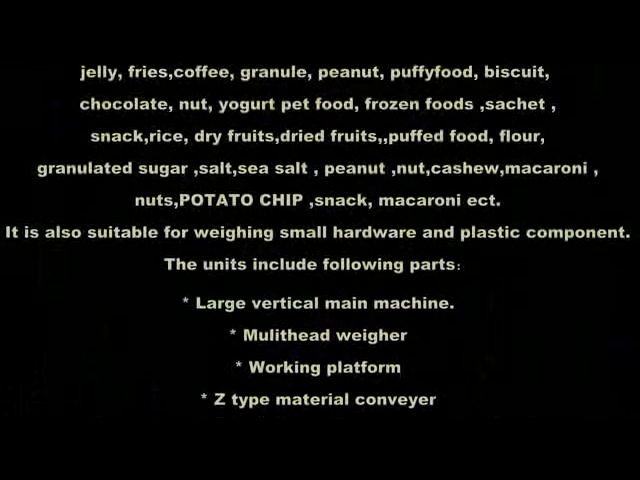 jelly, fries,coffee, granule, peanut, puffyfood, biscuit,
chocolate, nut, yogurt pet food, frozen foods ,sachet ,
snack,rice, dry fruits,dried fruits,,puffed food, flour,
granulated sugar ,salt,sea salt , peanut ,nut,cashew,macaroni ,
nuts,POTATO CHIP ,snack, macaroni ect.
It is also suitable for weighing small hardware and plastic component.
The units include following parts：
* Large vertical main machine.
* Mulithead weigher
* Working platform
* Z type material conveyer